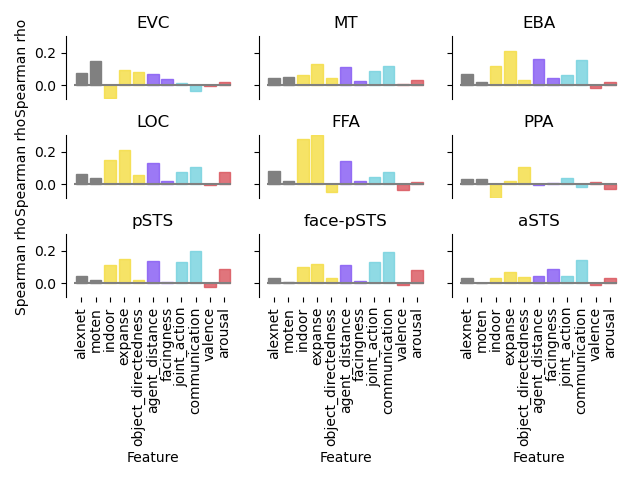 EVC MT EBA
Spearman rho
0.2
0.0
LOC FFA PPA
Spearman rho
0.2
0.0
pSTS face-pSTS aSTS
Spearman rho
0.2
0.0
alexnet moten indoor expanse object_directedness agent_distance facingness joint_action communication valence arousal
alexnet moten indoor expanse object_directedness agent_distance facingness joint_action communication valence arousal
alexnet moten indoor expanse object_directedness agent_distance facingness joint_action communication valence arousal
Feature Feature Feature